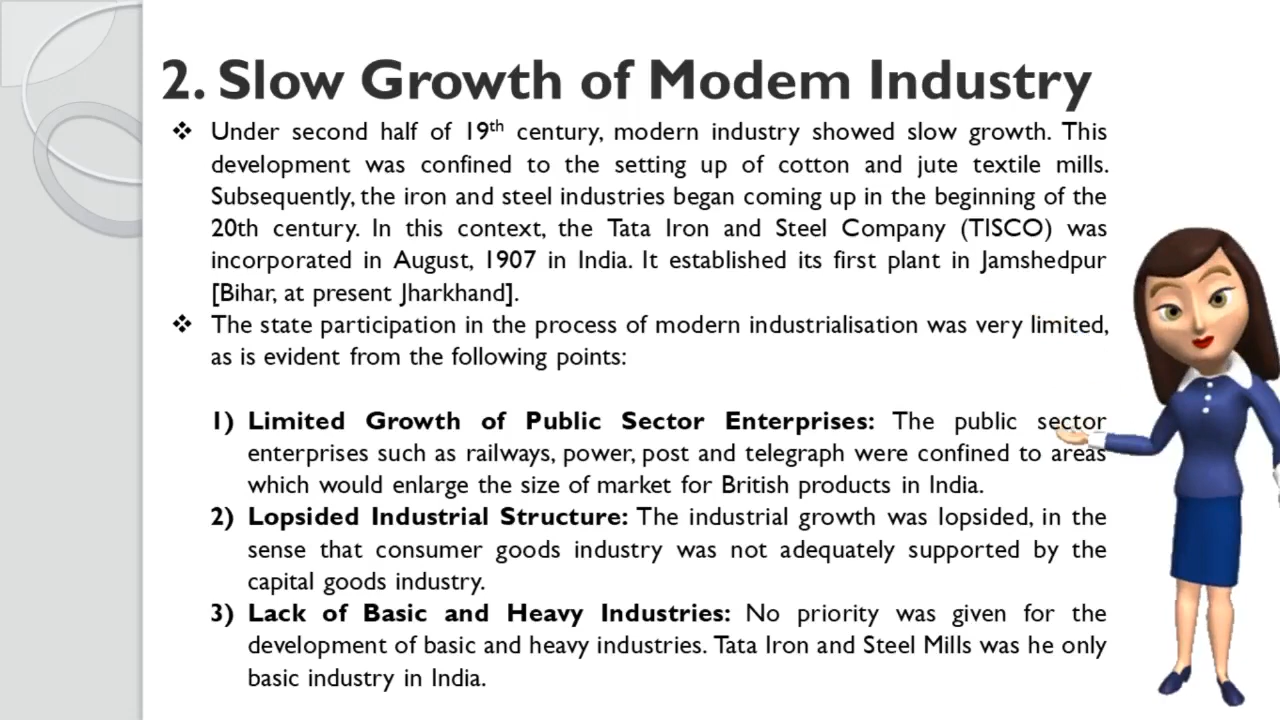 2. Slow Growth of Modem Industry
❖ Under second half of 19th century, modern industry showed slow growth. This
development was confined to the setting up of cotton and jute textile mills.
Subsequently, the iron and steel industries began coming up in the beginning of the
20th century. In this context, the Tata Iron and Steel Company (TISCO) was
incorporated in August, 1907 in India. It established its first plant in Jamshedpur
[Bihar, at present Jharkhand].
❖ The state participation in the process of modern industrialisation was very limited,
as is evident from the following points:
1) Limited Growth of Public Sector Enterprises: The public sector
enterprises such as railways, power, post and telegraph were confined to areas
which would enlarge the size of market for British products in India.
2) Lopsided Industrial Structure: The industrial growth was lopsided, in the
sense that consumer goods industry was not adequately supported by the
capital goods industry.
3) Lack of Basic and Heavy Industries: No priority was given for the
development of basic and heavy industries. Tata Iron and Steel Mills was he only
basic industry in India.